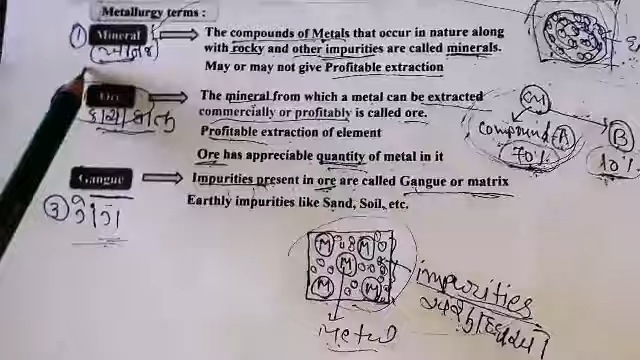 Metallurgy terms :
① Mineral
The compounds of Metals that occur in nature along
with rocky and other impurities are called minerals.
May or may not give Profitable extraction
Ore
The mineral from which a metal can be extracted
commercially or profitably is called ore.
Profitable extraction of element
Ore has appreciable quantity of metal in it
Gangue
Impurities present in ore are called Gangue or matrix
Earthly impurities like Sand, Soil, etc.
③
M
compound-A
70%
B
10%
M M
M
M M
impurities
Metal